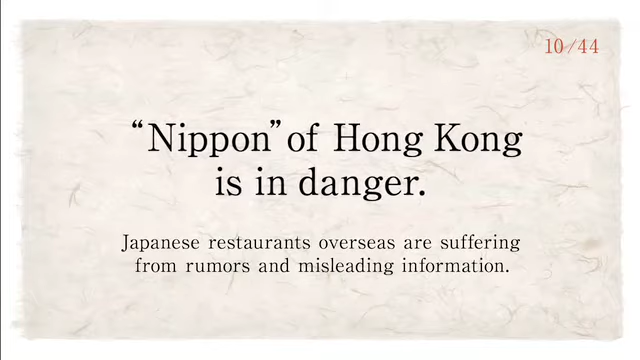 10/44
“Nippon” of Hong Kong
is in danger.
Japanese restaurants overseas are suffering
from rumors and misleading information.